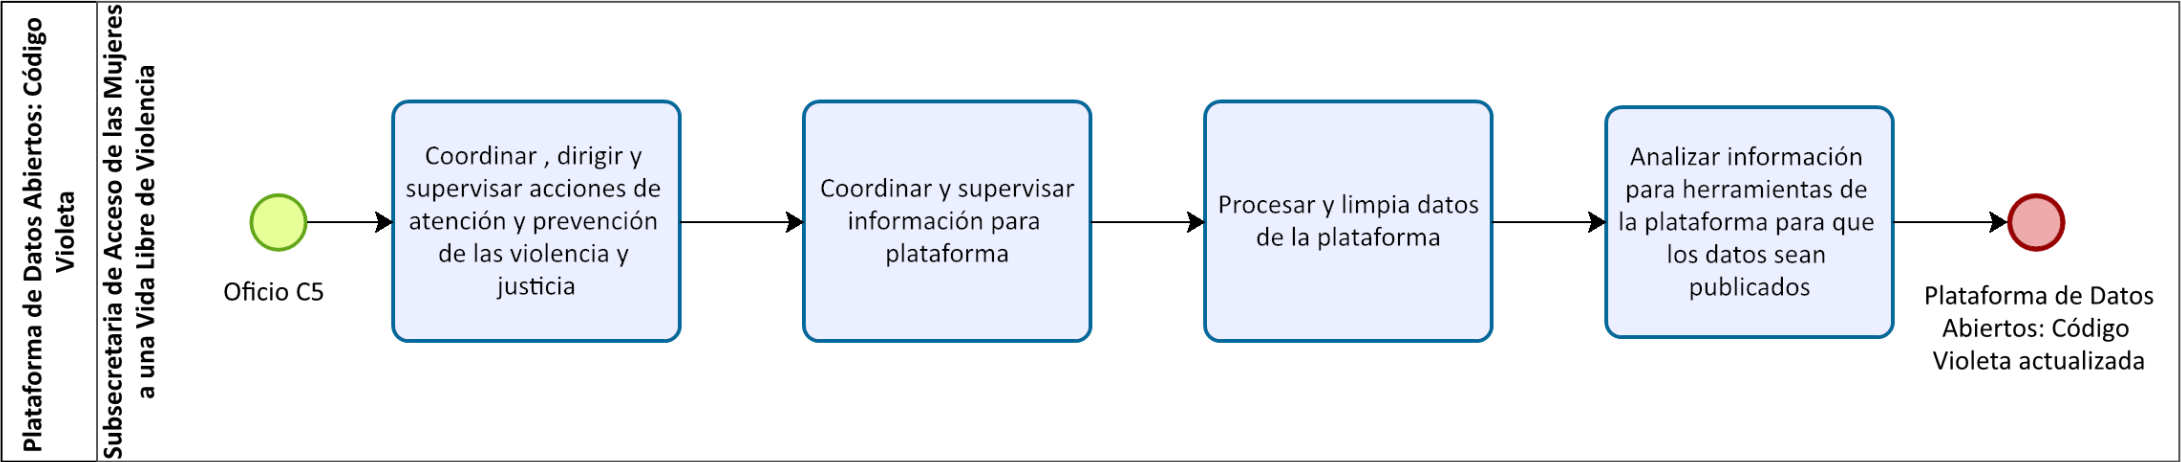 Plataforma de Datos Abiertos: Código
Violeta
Subsecretaria de Acceso de las Mujeres
a una Vida Libre de Violencia
Oficio C5
Coordinar , dirigir y
supervisar acciones de
atención y prevención
de las violencia y
justicia
Coordinar y supervisar
información para
plataforma
Procesar y limpia datos
de la plataforma
Analizar información
para herramientas de
la plataforma para que
los datos sean
publicados
Plataforma de Datos
Abiertos: Código
Violeta actualizada